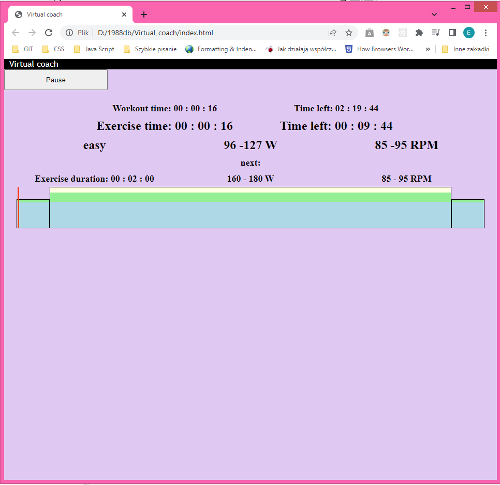 Virtual coach
Plik D:/1988db/Virtual coach/index.html
GIT CSS Java Script Szybkie pisanie Formatting & Inden... Jak działają współcz... How Browsers Wor... » Inne zakładki
Virtual coach
Pause
Workout time: 00 : 00 : 16 Time left: 02 : 19 : 44
Exercise time: 00 : 00 : 16 Time left: 00 : 09 : 44
easy 96 -127 W 85 -95 RPM
next:
Exercise duration: 00 : 02 : 00 160 - 180 W 85 - 95 RPM